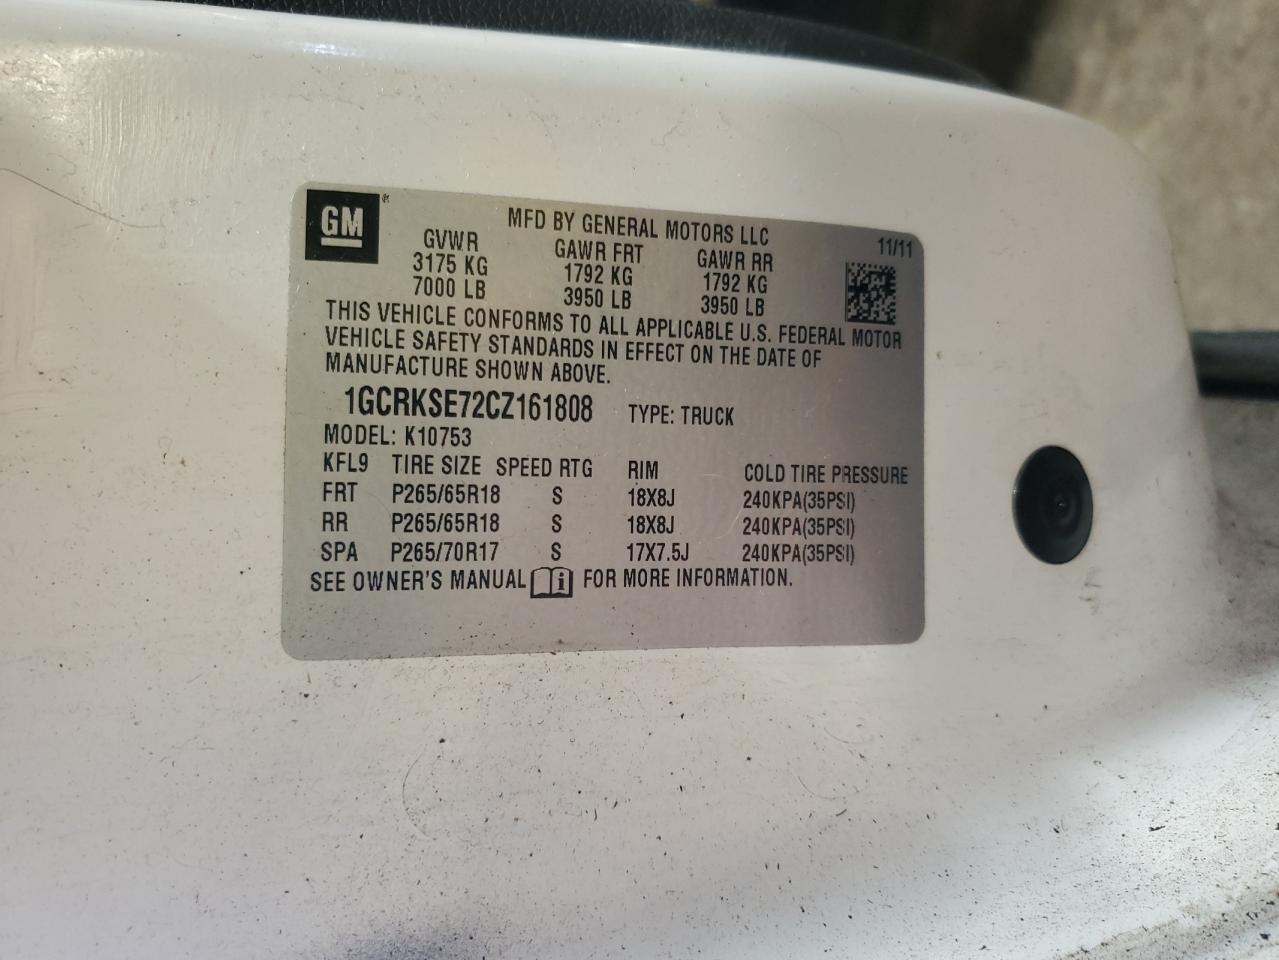 GM ®
MFD BY GENERAL MOTORS LLC
11/11
GVWR GAWR FRT GAWR RR
3175 KG 1792 KG 1792 KG
7000 LB 3950 LB 3950 LB
THIS VEHICLE CONFORMS TO ALL APPLICABLE U.S. FEDERAL MOTOR
VEHICLE SAFETY STANDARDS IN EFFECT ON THE DATE OF
MANUFACTURE SHOWN ABOVE.
1GCRKSE72CZ161808 TYPE: TRUCK
MODEL: K10753
KFL9 TIRE SIZE SPEED RTG RIM COLD TIRE PRESSURE
FRT P265/65R18 S 18X8J 240KPA(35PSI)
RR P265/65R18 S 18X8J 240KPA(35PSI)
SPA P265/70R17 S 17X7.5J 240KPA(35PSI)
SEE OWNER'S MANUAL i FOR MORE INFORMATION.